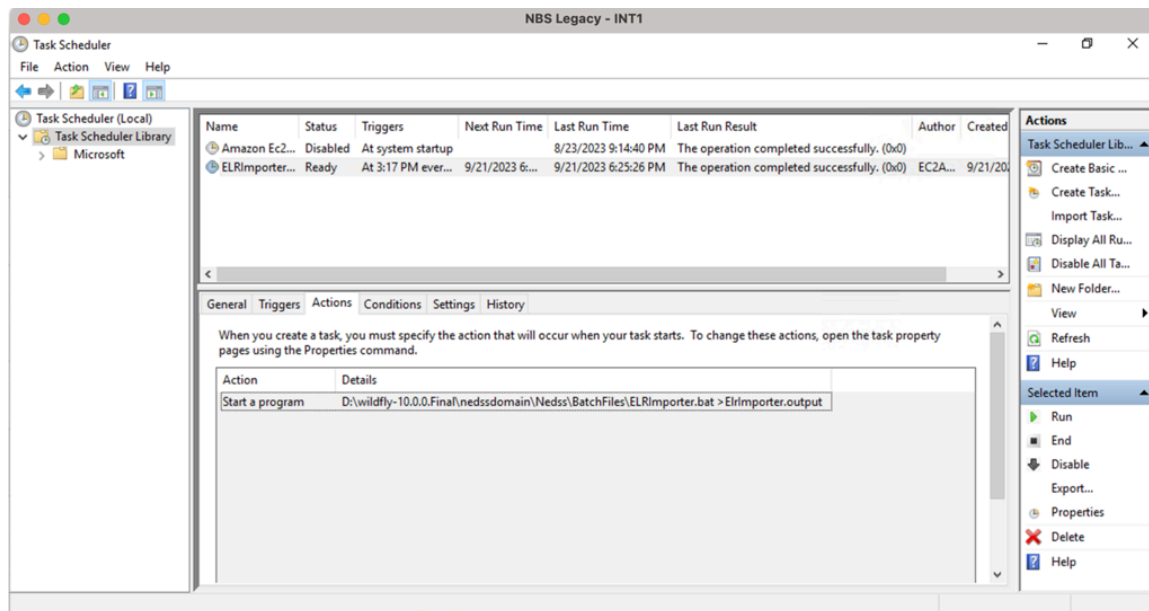 NBS Legacy - INT1
Task Scheduler
File Action View Help
Task Scheduler (Local)
Task Scheduler Library
Microsoft
Name Status Triggers Next Run Time Last Run Time Last Run Result Author Created
Amazon Ec2... Disabled At system startup 8/23/2023 9:14:40 PM The operation completed successfully. (0x0)
ELRImporter... Ready At 3:17 PM ever... 9/21/2023 6:... 9/21/2023 6:25:26 PM The operation completed successfully. (0x0) EC2A... 9/21/202
General Triggers Actions Conditions Settings History
When you create a task, you must specify the action that will occur when your task starts. To change these actions, open the task property
pages using the Properties command.
Action Details
Start a program D:\wildfly-10.0.0.Final\nedssdomain\Nedss\BatchFiles\ELRImporter.bat >ElrImporter.output
Actions
Task Scheduler Lib...
Create Basic ...
Create Task...
Import Task...
Display All Ru...
Disable All Ta...
New Folder...
View
Refresh
Help
Selected Item
Run
End
Disable
Export...
Properties
Delete
Help